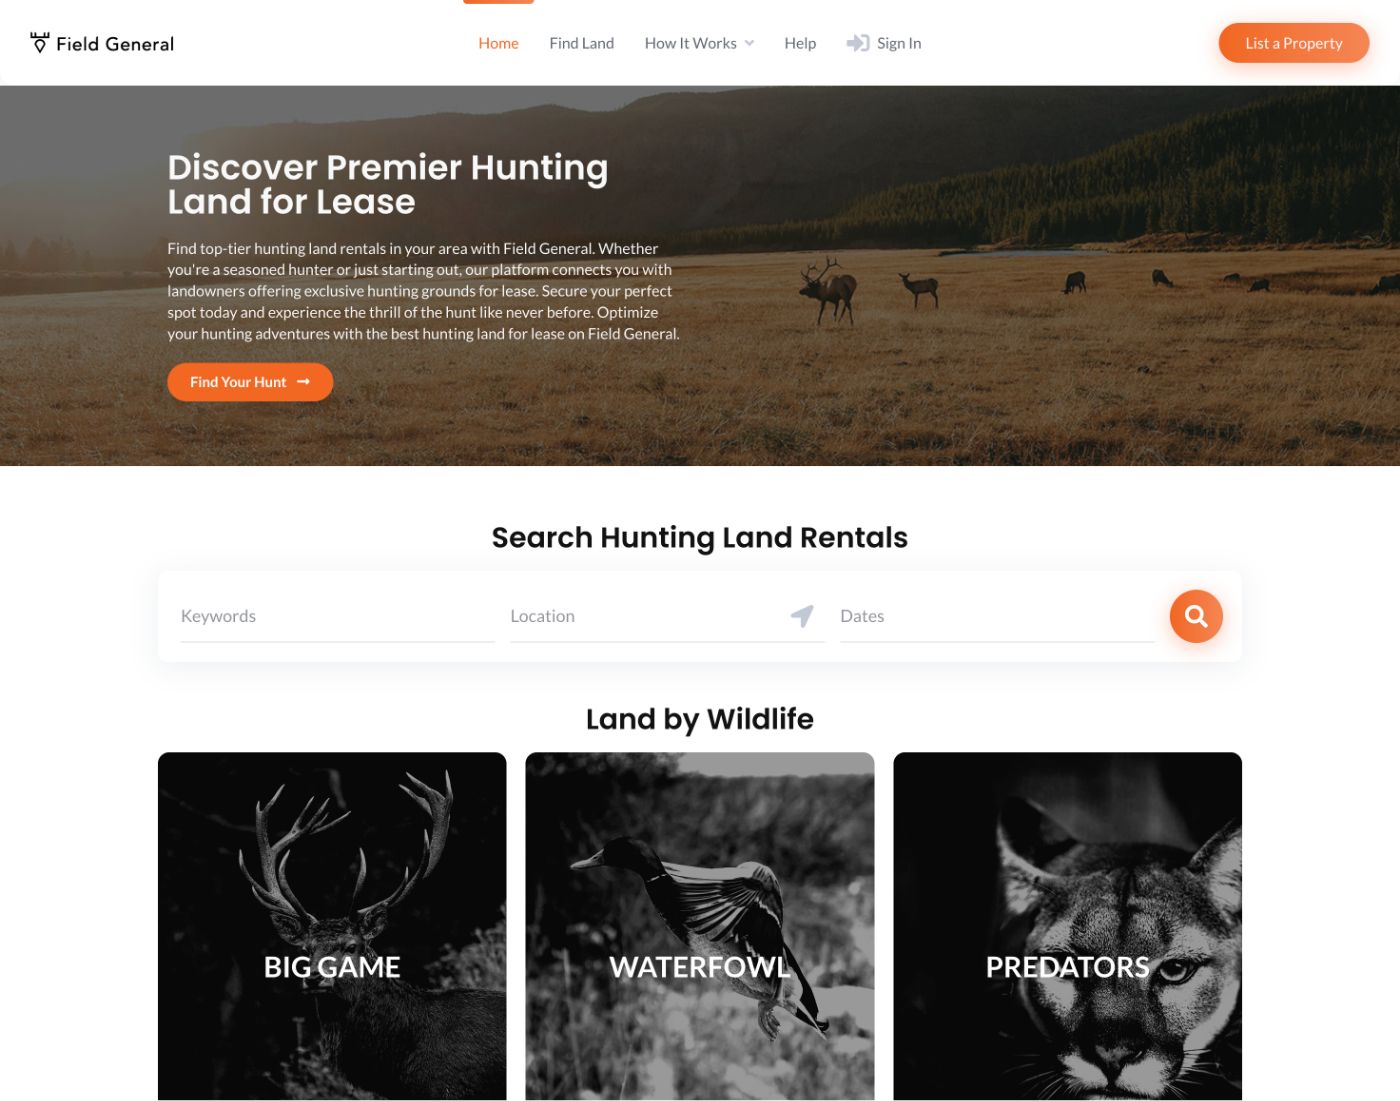 Field General
Home
Find Land
How It Works
Help
Sign In
List a Property
Discover Premier Hunting
Land for Lease
Find top-tier hunting land rentals in your area with Field General. Whether
you're a seasoned hunter or just starting out, our platform connects you with
landowners offering exclusive hunting grounds for lease. Secure your perfect
spot today and experience the thrill of the hunt like never before. Optimize
your hunting adventures with the best hunting land for lease on Field General.
Find Your Hunt
Search Hunting Land Rentals
Keywords
Location
Dates
Land by Wildlife
BIG GAME
WATERFOWL
PREDATORS